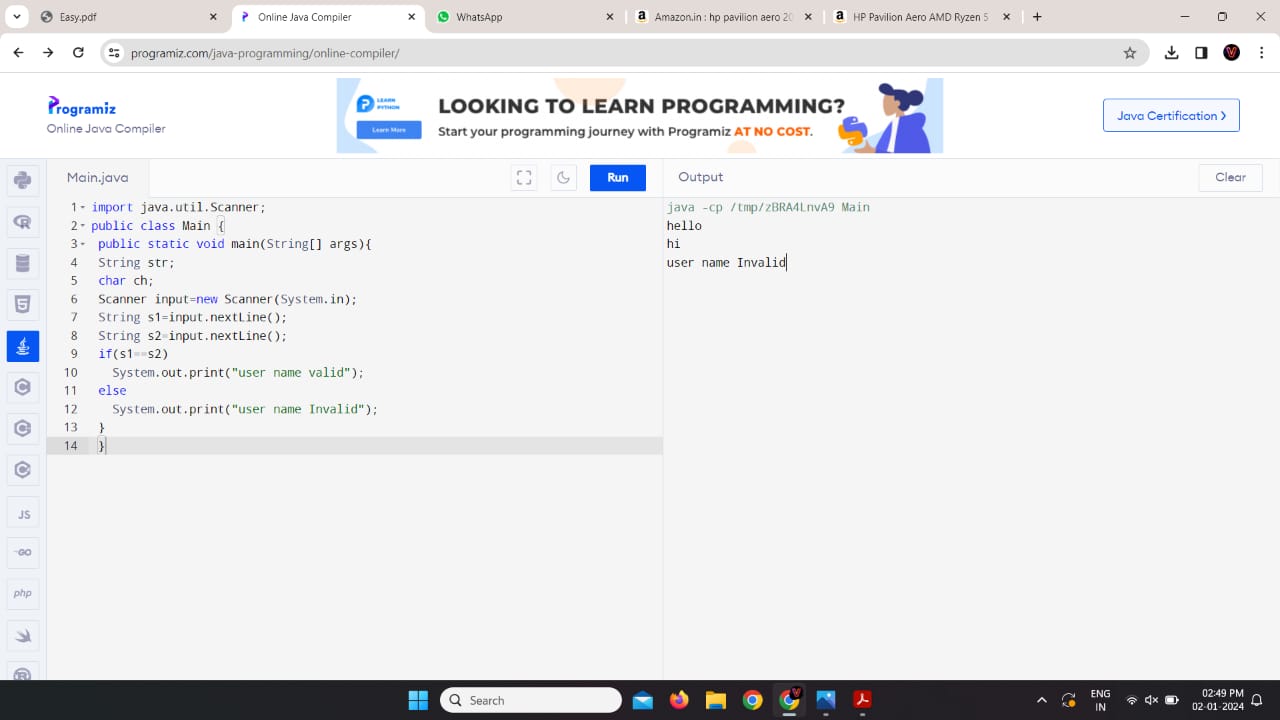 Easy.pdf
Online Java Compiler
WhatsApp
Amazon.in : hp pavilion aero 20
HP Pavilion Aero AMD Ryzen 5
programiz.com/java-programming/online-compiler/
Programiz
Online Java Compiler
LEARN PYTHON
Learn More
LOOKING TO LEARN PROGRAMMING?
Start your programming journey with Programiz AT NO COST.
Java Certification >
Main.java
Run
Output
Clear
1 import java.util.Scanner;
2 public class Main {
3 public static void main(String[] args){
4 String str;
5 char ch;
6 Scanner input=new Scanner(System.in);
7 String s1=input.nextLine();
8 String s2=input.nextLine();
9 if(s1==s2)
10 System.out.print("user name valid");
11 else
12 System.out.print("user name Invalid");
13 }
14 }
java -cp /tmp/zBRA4LnvA9 Main
hello
hi
user name Invalid
JS
GO
php
Search
ENG
IN
02:49 PM
02-01-2024